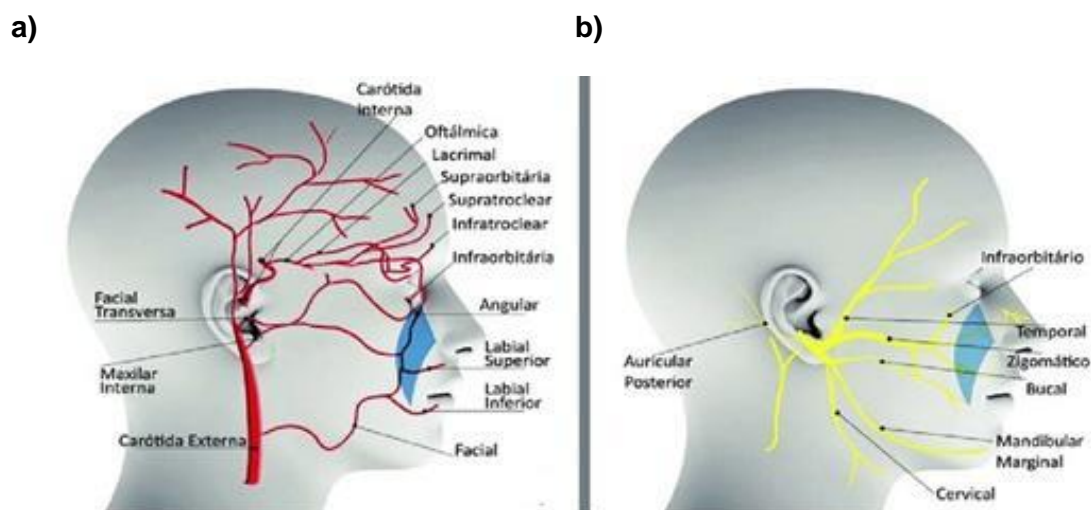 a)
b)
Carótida
Interna
Oftálmica
Lacrimal
Supraorbitária
Supratroclear
Infratroclear
Infraorbitária
Angular
Facial
Transversa
Labial
Superior
Maxilar
Interna
Labial
Inferior
Carótida Externa
Facial
Infraorbitário
Temporal
Zigomático
Auricular
Posterior
Bucal
Mandibular
Marginal
Cervical